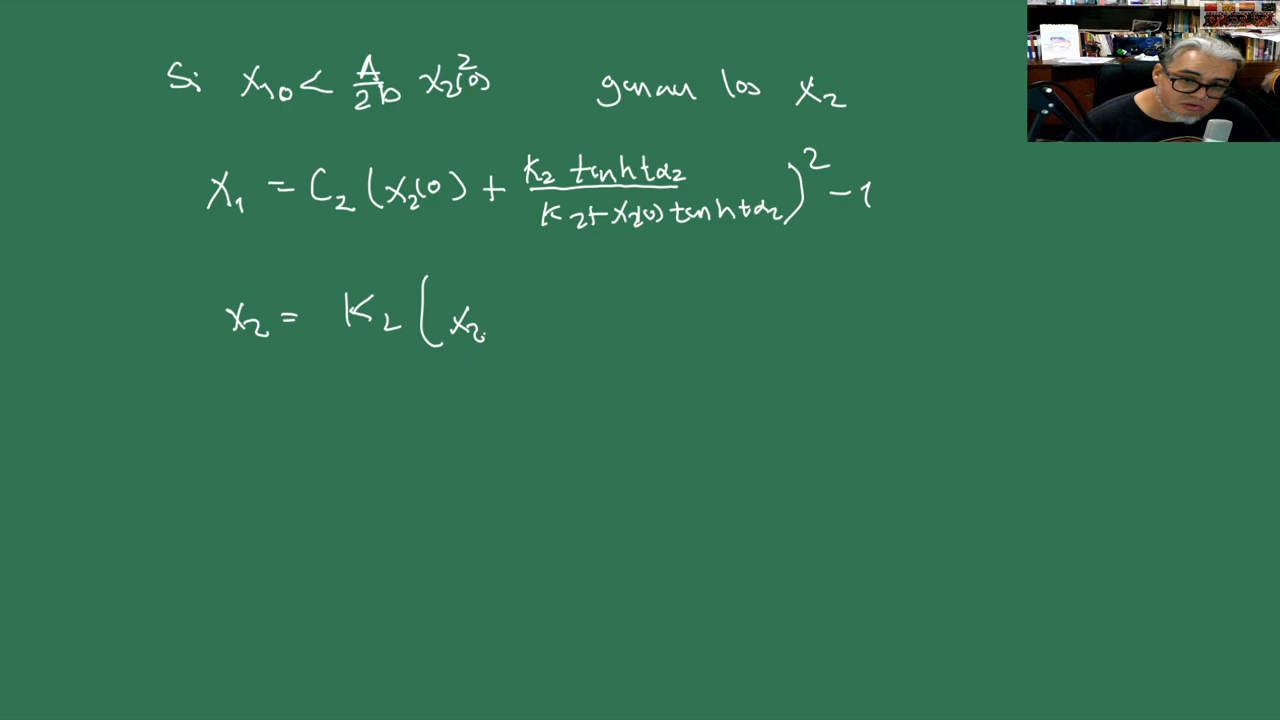 Si x₁₀ < A/2b x₂²(0) ganan los x₂
x₁ = C₂ (x₂(0) + K₂ tanh tα₂ / K₂ + x₂(0) tanh tα₂)² - 1
x₂ = K₂ (x₂